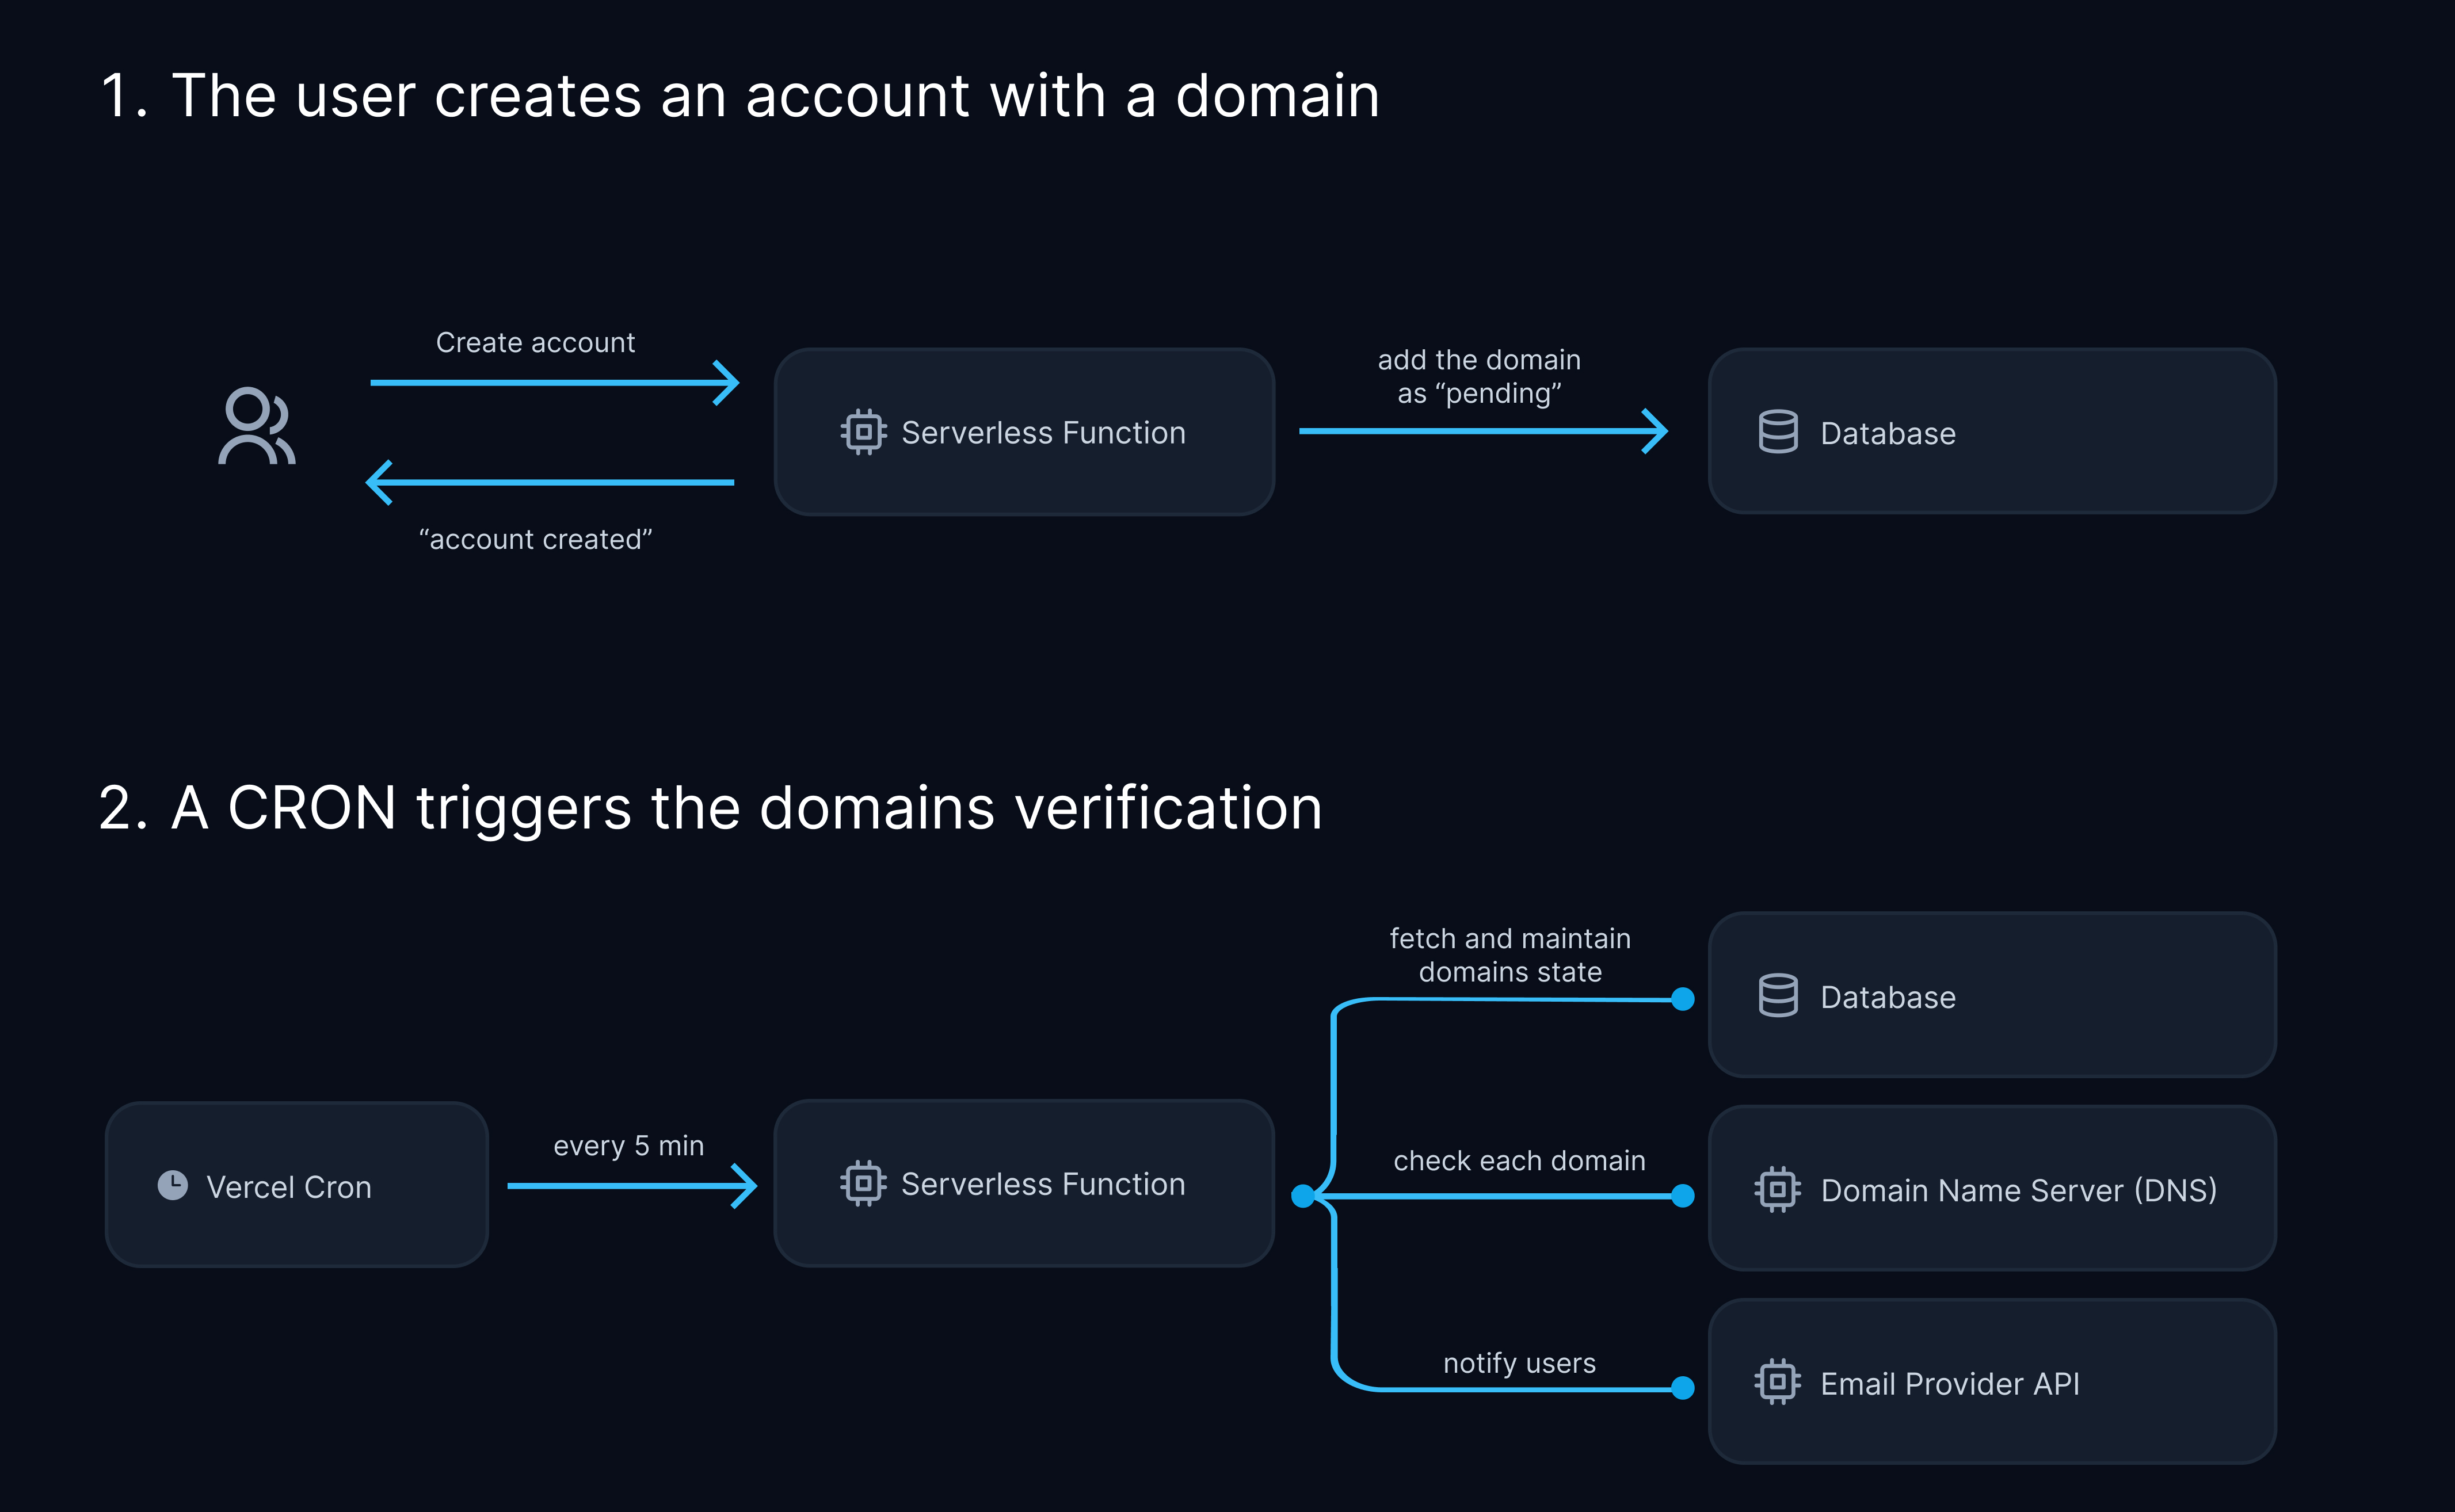 1. The user creates an account with a domain
Create account
“account created”
Serverless Function
add the domain
as “pending”
Database
2. A CRON triggers the domains verification
Vercel Cron
every 5 min
Serverless Function
fetch and maintain
domains state
Database
check each domain
Domain Name Server (DNS)
notify users
Email Provider API